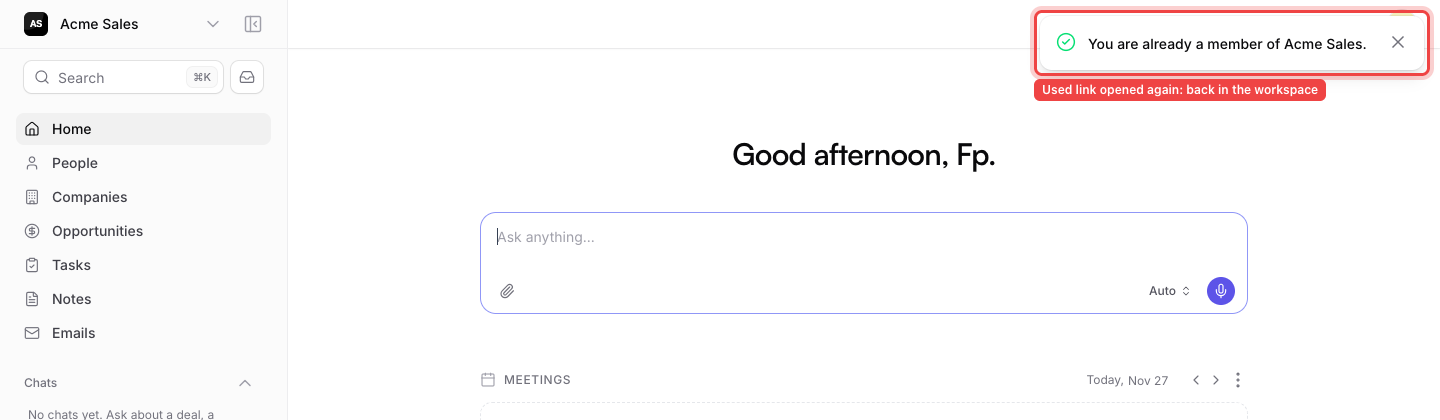 AS Acme Sales
You are already a member of Acme Sales.
Used link opened again: back in the workspace
Search ⌘K
Home
People
Companies
Opportunities
Tasks
Notes
Emails
Chats
No chats yet. Ask about a deal, a
Good afternoon, Fp.
Ask anything...
Auto
MEETINGS Today, Nov 27